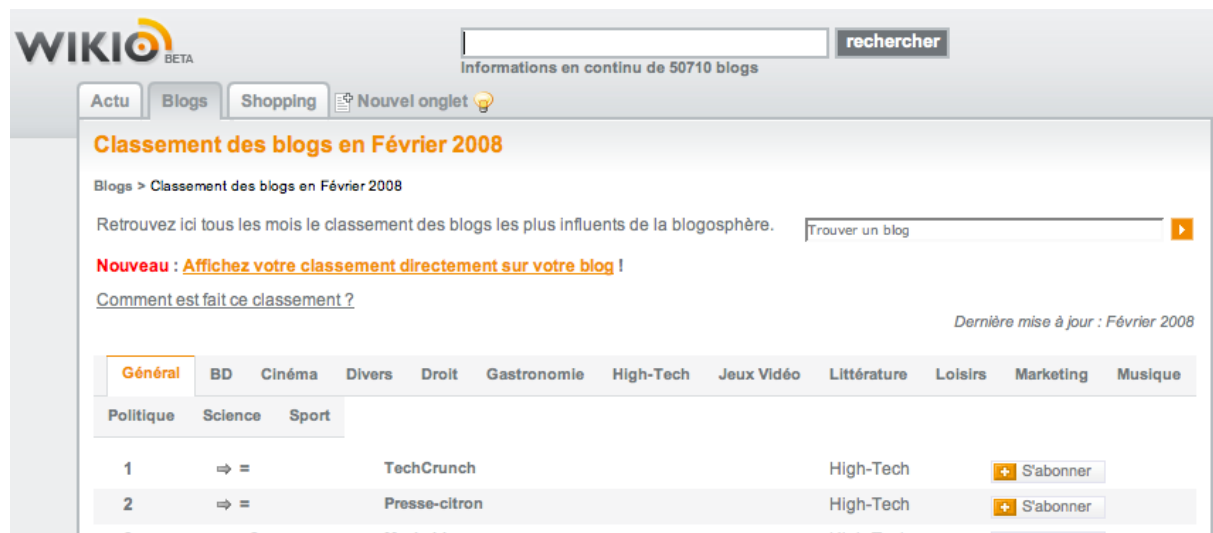 WIKIO BETA
rechercher
Informations en continu de 50710 blogs
Actu Blogs Shopping Nouvel onglet
Classement des blogs en Février 2008
Blogs > Classement des blogs en Février 2008
Retrouvez ici tous les mois le classement des blogs les plus influents de la blogosphère. Trouver un blog
Nouveau : Affichez votre classement directement sur votre blog !
Comment est fait ce classement ?
Dernière mise à jour : Février 2008
Général BD Cinéma Divers Droit Gastronomie High-Tech Jeux Vidéo Littérature Loisirs Marketing Musique
Politique Science Sport
1 ⇨ = TechCrunch High-Tech S'abonner
2 ⇨ = Presse-citron High-Tech S'abonner